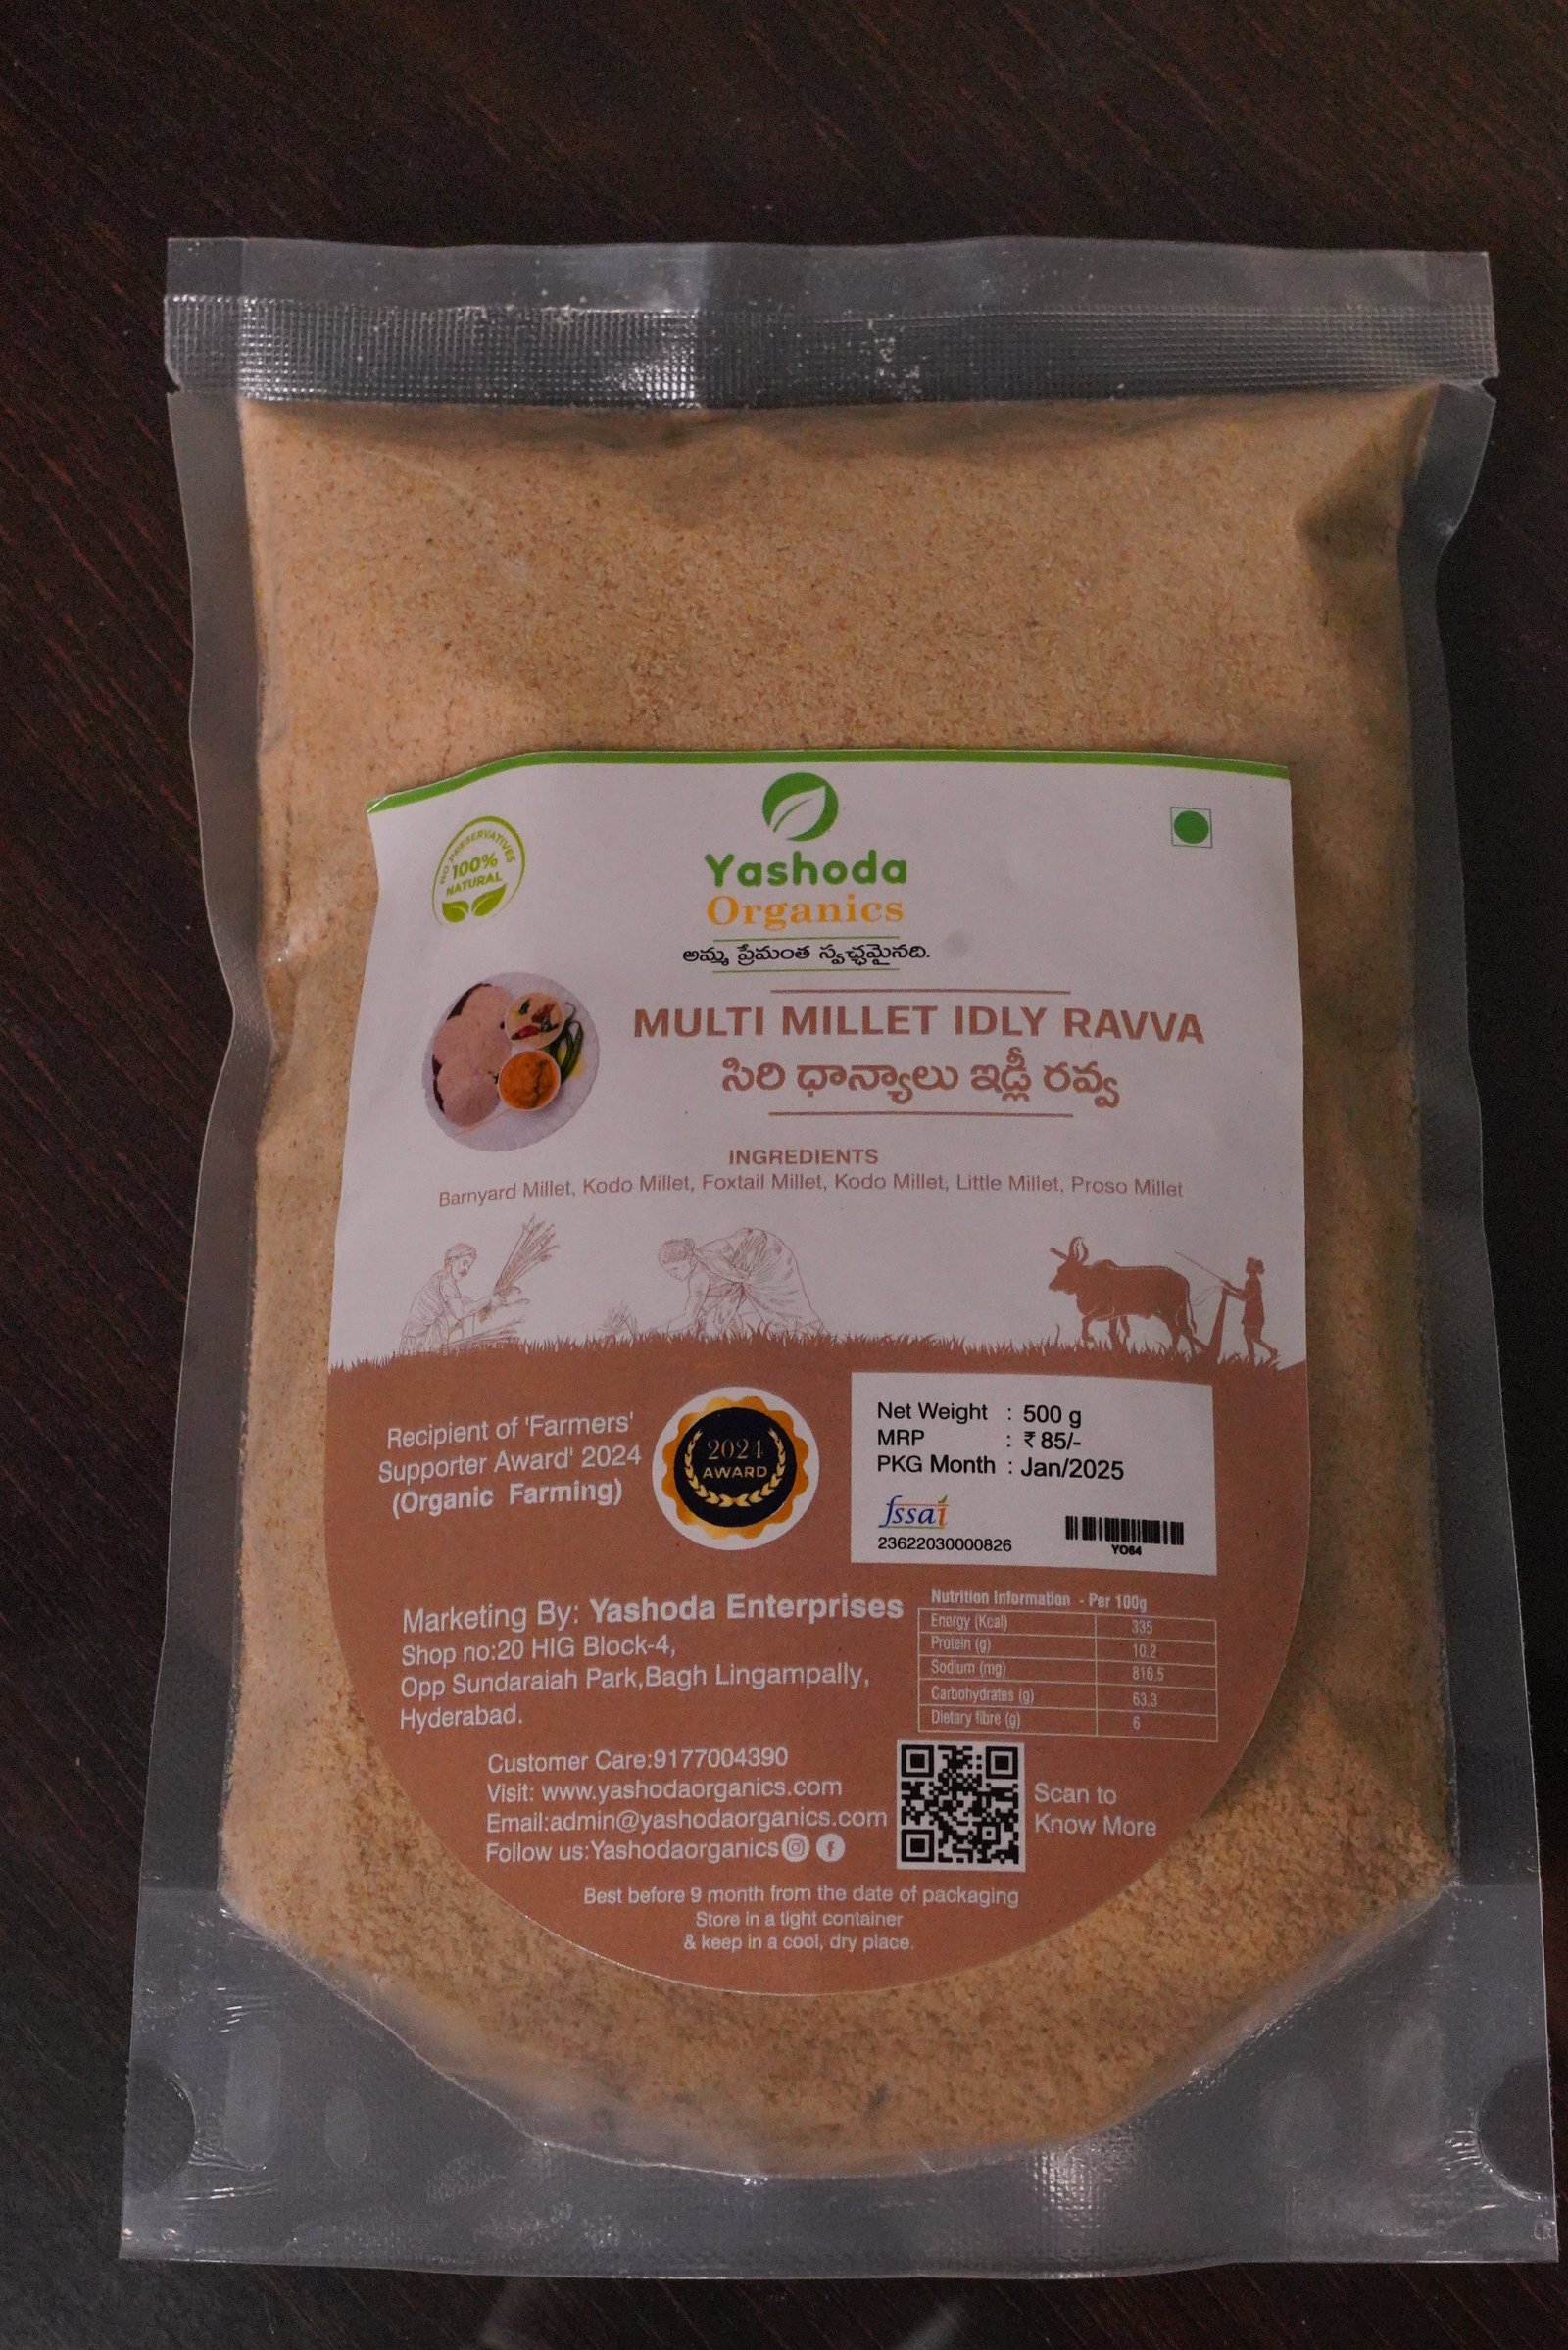 NO PRESERVATIVES
100%
NATURAL
Yashoda
Organics
అమ్మ ప్రేమంత స్వచ్ఛమైనది.
MULTI MILLET IDLY RAVVA
సిరి ధాన్యాలు ఇడ్లీ రవ్వ
INGREDIENTS
Barnyard Millet, Kodo Millet, Foxtail Millet, Kodo Millet, Little Millet, Proso Millet
Recipient of 'Farmers'
Supporter Award' 2024
(Organic Farming)
2024
AWARD
Net Weight : 500 g
MRP : ₹ 85/-
PKG Month : Jan/2025
fssai
23622030000826
YO64
Marketing By: Yashoda Enterprises
Shop no:20 HIG Block-4,
Opp Sundaraiah Park,Bagh Lingampally,
Hyderabad.
Nutrition Information - Per 100g
Energy (Kcal) 335
Protein (g) 10.2
Sodium (mg) 816.5
Carbohydrates (g) 63.3
Dietary fibre (g) 6
Customer Care:9177004390
Visit: www.yashodaorganics.com
Email:admin@yashodaorganics.com
Follow us:Yashodaorganics
Scan to
Know More
Best before 9 month from the date of packaging
Store in a tight container
& keep in a cool, dry place.